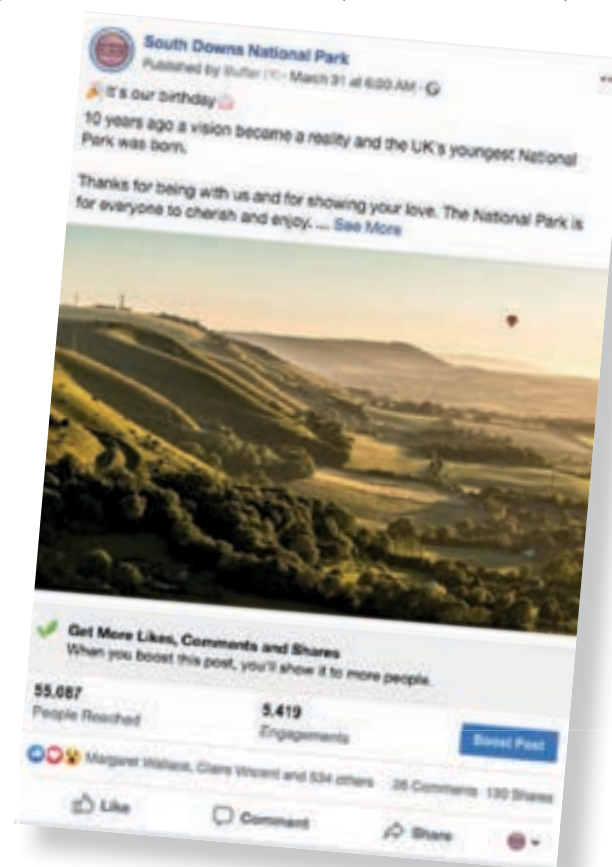 South Downs National Park
Published by Buffer · March 31 at 6:00 AM ·
It's our birthday
10 years ago a vision became a reality and the UK's youngest National
Park was born.
Thanks for being with us and for showing your love. The National Park is
for everyone to cherish and enjoy. ... See More
Get More Likes, Comments and Shares
When you boost this post, you'll show it to more people.
55,087
People Reached
5,419
Engagements
Boost Post
Margaret Wallace, Claire Vincent and 534 others 26 Comments 130 Shares
Like
Comment
Share